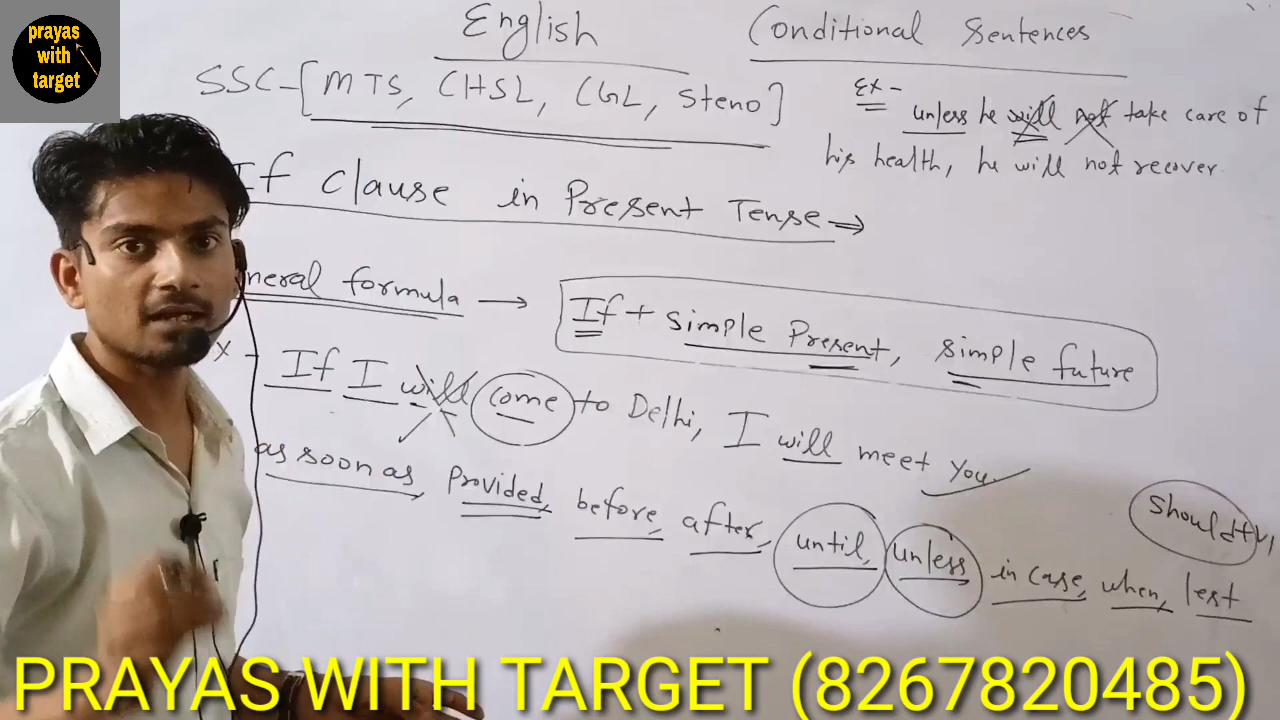 prayas
with
target
English
Conditional Sentences
SSC-[MTS, CHSL, CGL, Steno]
Ex-
unless he will not take care of
his health, he will not recover
If clause in Present Tense →
neral formula → If + simple Present, simple future
x - If I will come to Delhi, I will meet you.
as soon as, Provided, before, after, until, unless in case, when, lest
should+V1
PRAYAS WITH TARGET (8267820485)